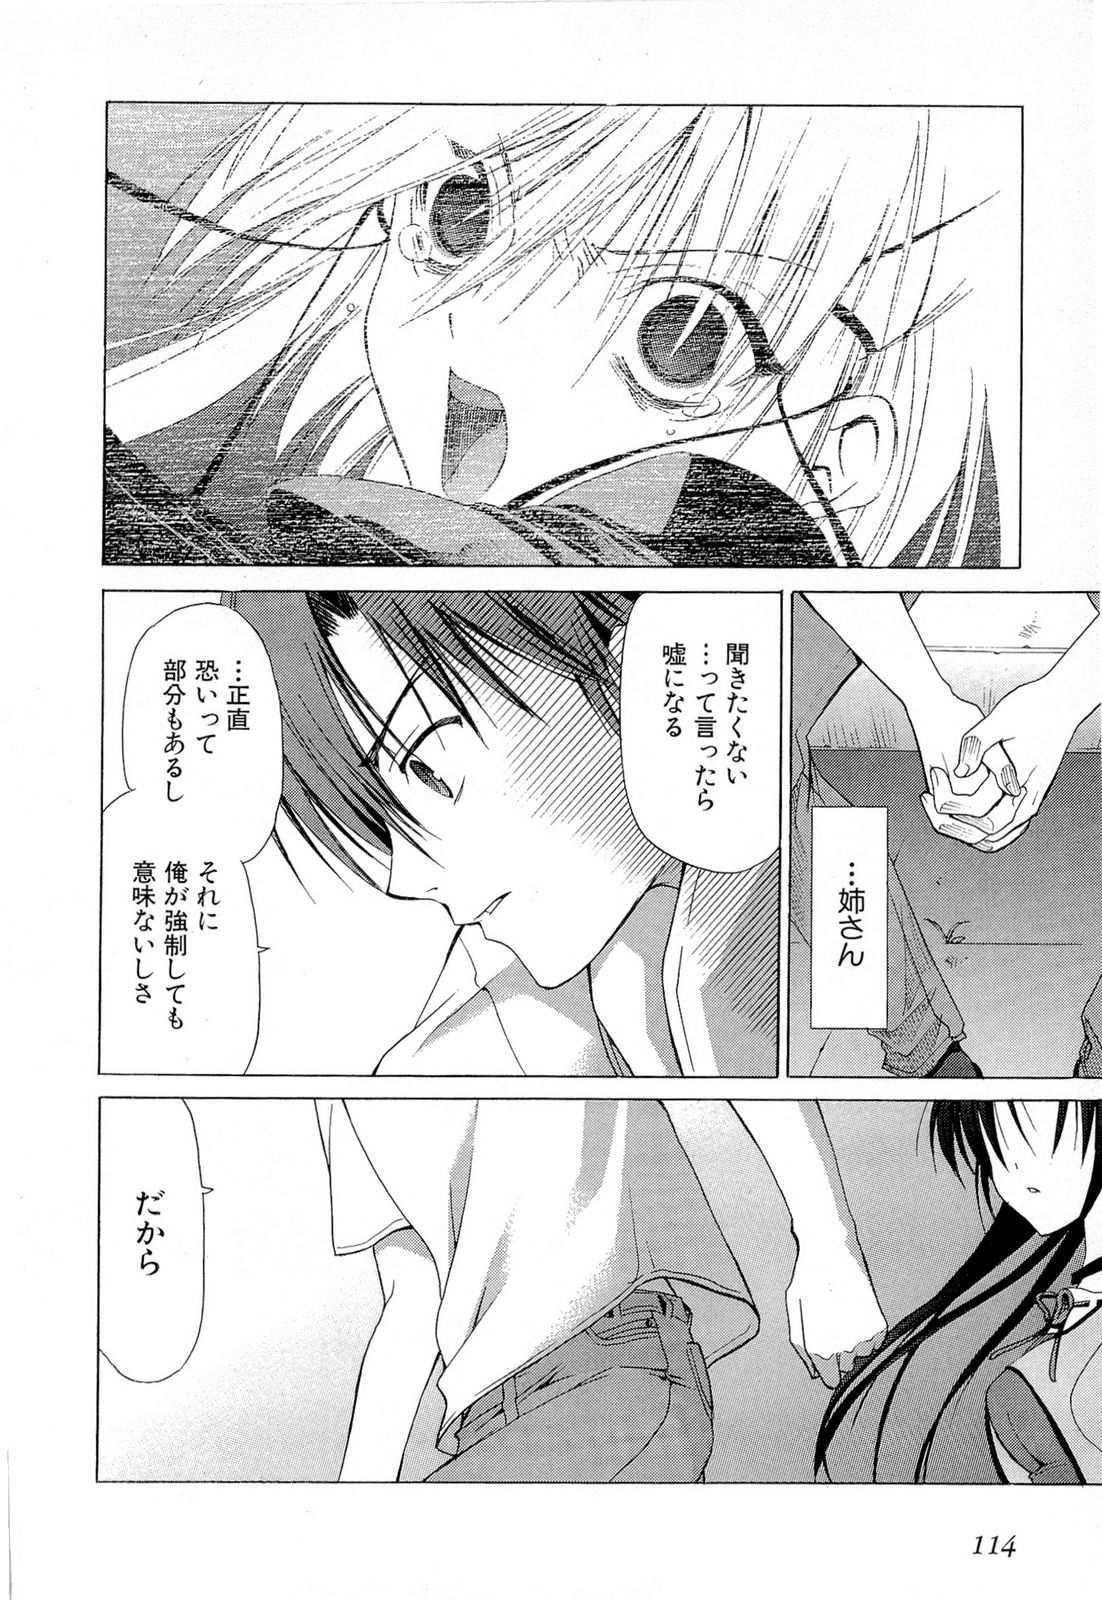 …姉さん
聞きたくない
…って言ったら
嘘になる
…正直
恐いって
部分もあるし
それに
俺が強制しても
意味ないしさ
だから
114